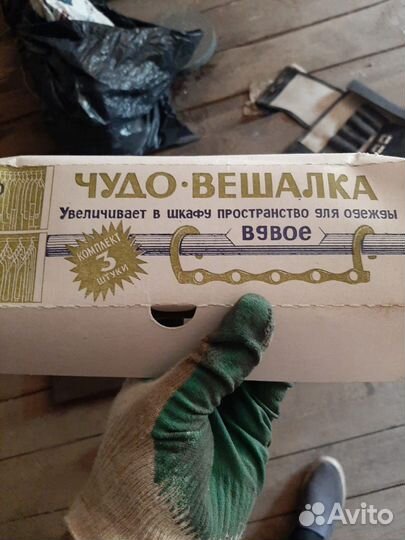 ЧУДО·ВЕШАЛКА
Увеличивает в шкафу пространство для одежды
ВДВОЕ
КОМПЛЕКТ
3
ШТУКИ
Avito